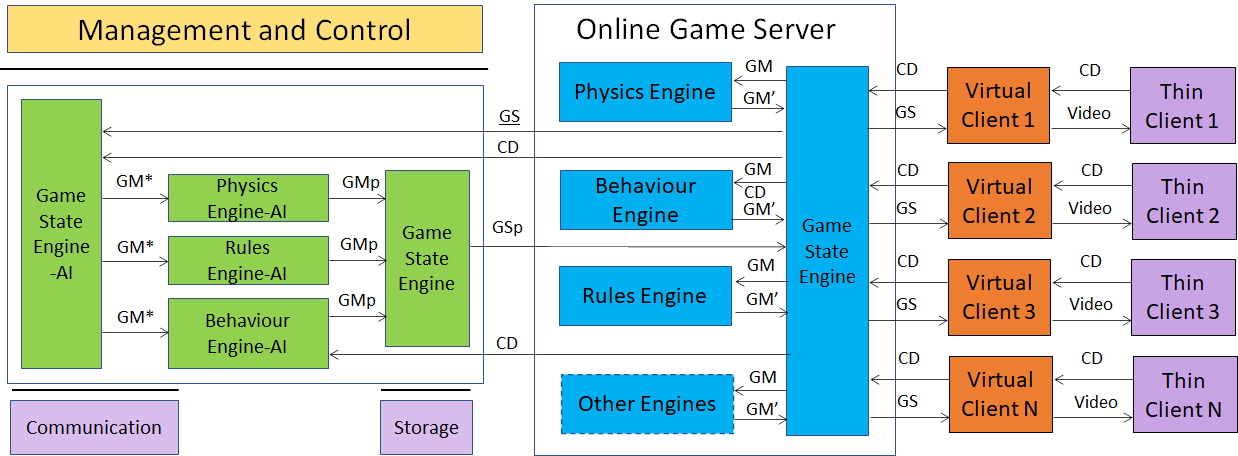 Management and Control
Online Game Server
Game
State
Engine
-AI
GM*
Physics
Engine-AI
GMp
GM*
Rules
Engine-AI
GMp
GM*
Behaviour
Engine-AI
GMp
Game
State
Engine
Communication
Storage
GS
CD
GSp
CD
Physics Engine
GM
GM’
Behaviour
Engine
GM
CD
GM’
Rules Engine
GM
GM’
Other Engines
GM
GM’
Game
State
Engine
CD
GS
Virtual
Client 1
CD
Video
Thin
Client 1
CD
GS
Virtual
Client 2
CD
Video
Thin
Client 2
CD
GS
Virtual
Client 3
CD
Video
Thin
Client 3
CD
GS
Virtual
Client N
CD
Video
Thin
Client N